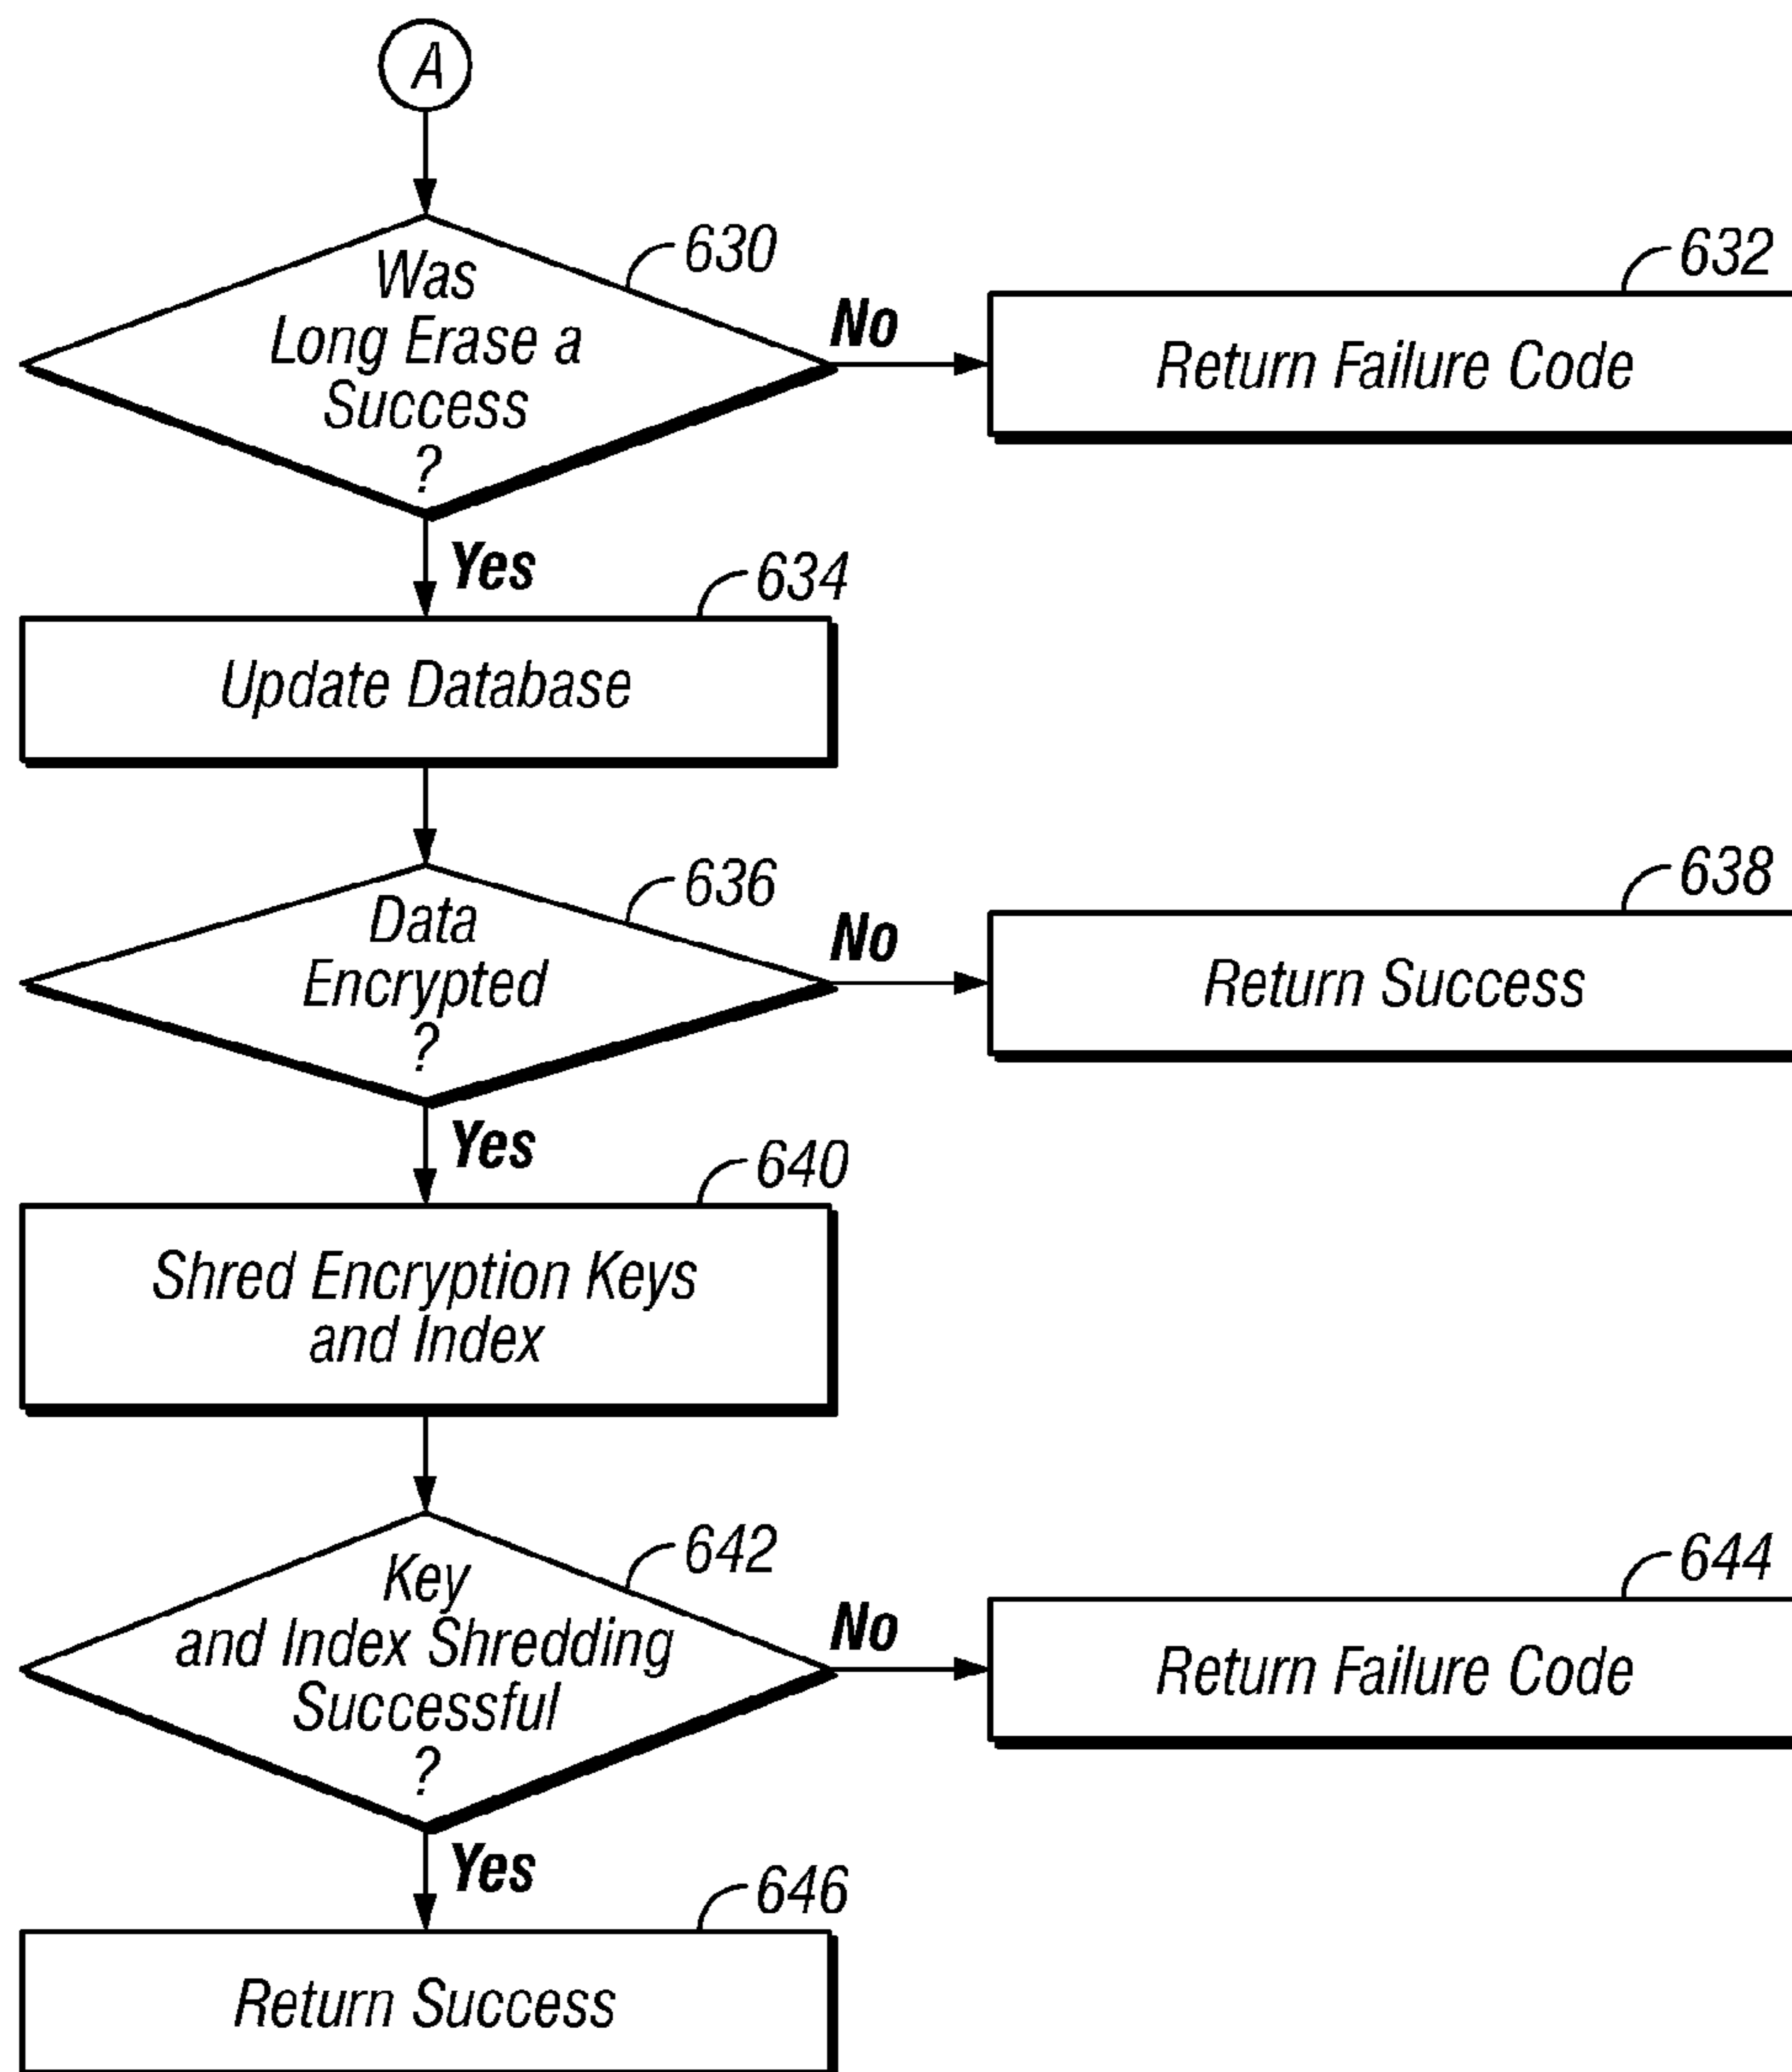 A
630
Was
Long Erase a
Success
?
No
632
Return Failure Code
Yes
634
Update Database
636
Data
Encrypted
?
No
638
Return Success
Yes
640
Shred Encryption Keys
and Index
642
Key
and Index Shredding
Successful
?
No
644
Return Failure Code
Yes
646
Return Success